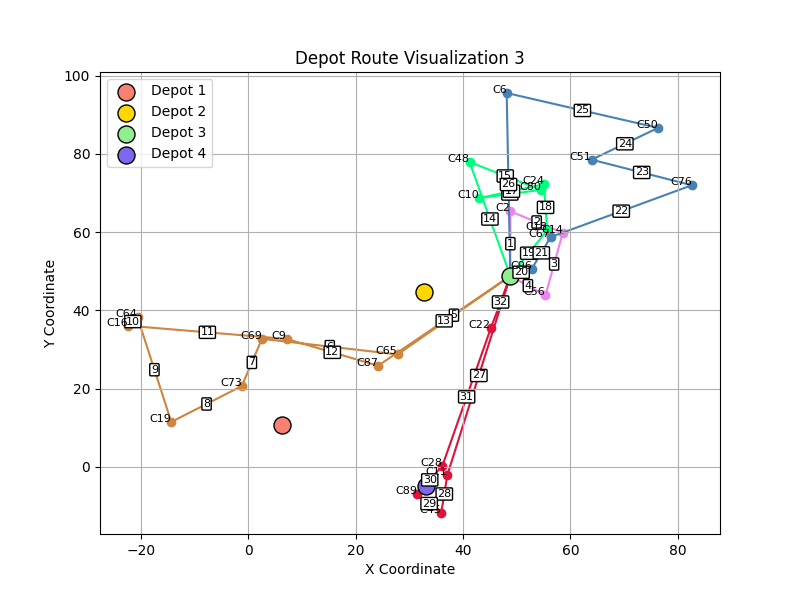 Depot Route Visualization 3
100
80
60
40
20
0
Y Coordinate
−20
0
20
40
60
80
X Coordinate
Depot 1
Depot 2
Depot 3
Depot 4
C6
25
C50
24
C51
23
C76
22
C48
15
26
C24
C80
17
C10
18
C2
14
2
C14
C67
1
19
21
3
20
4
C56
32
C22
5
13
C64
C16
10
11
C69
C9
12
C65
C87
9
7
8
C73
C19
27
31
C28
30
C89
28
29